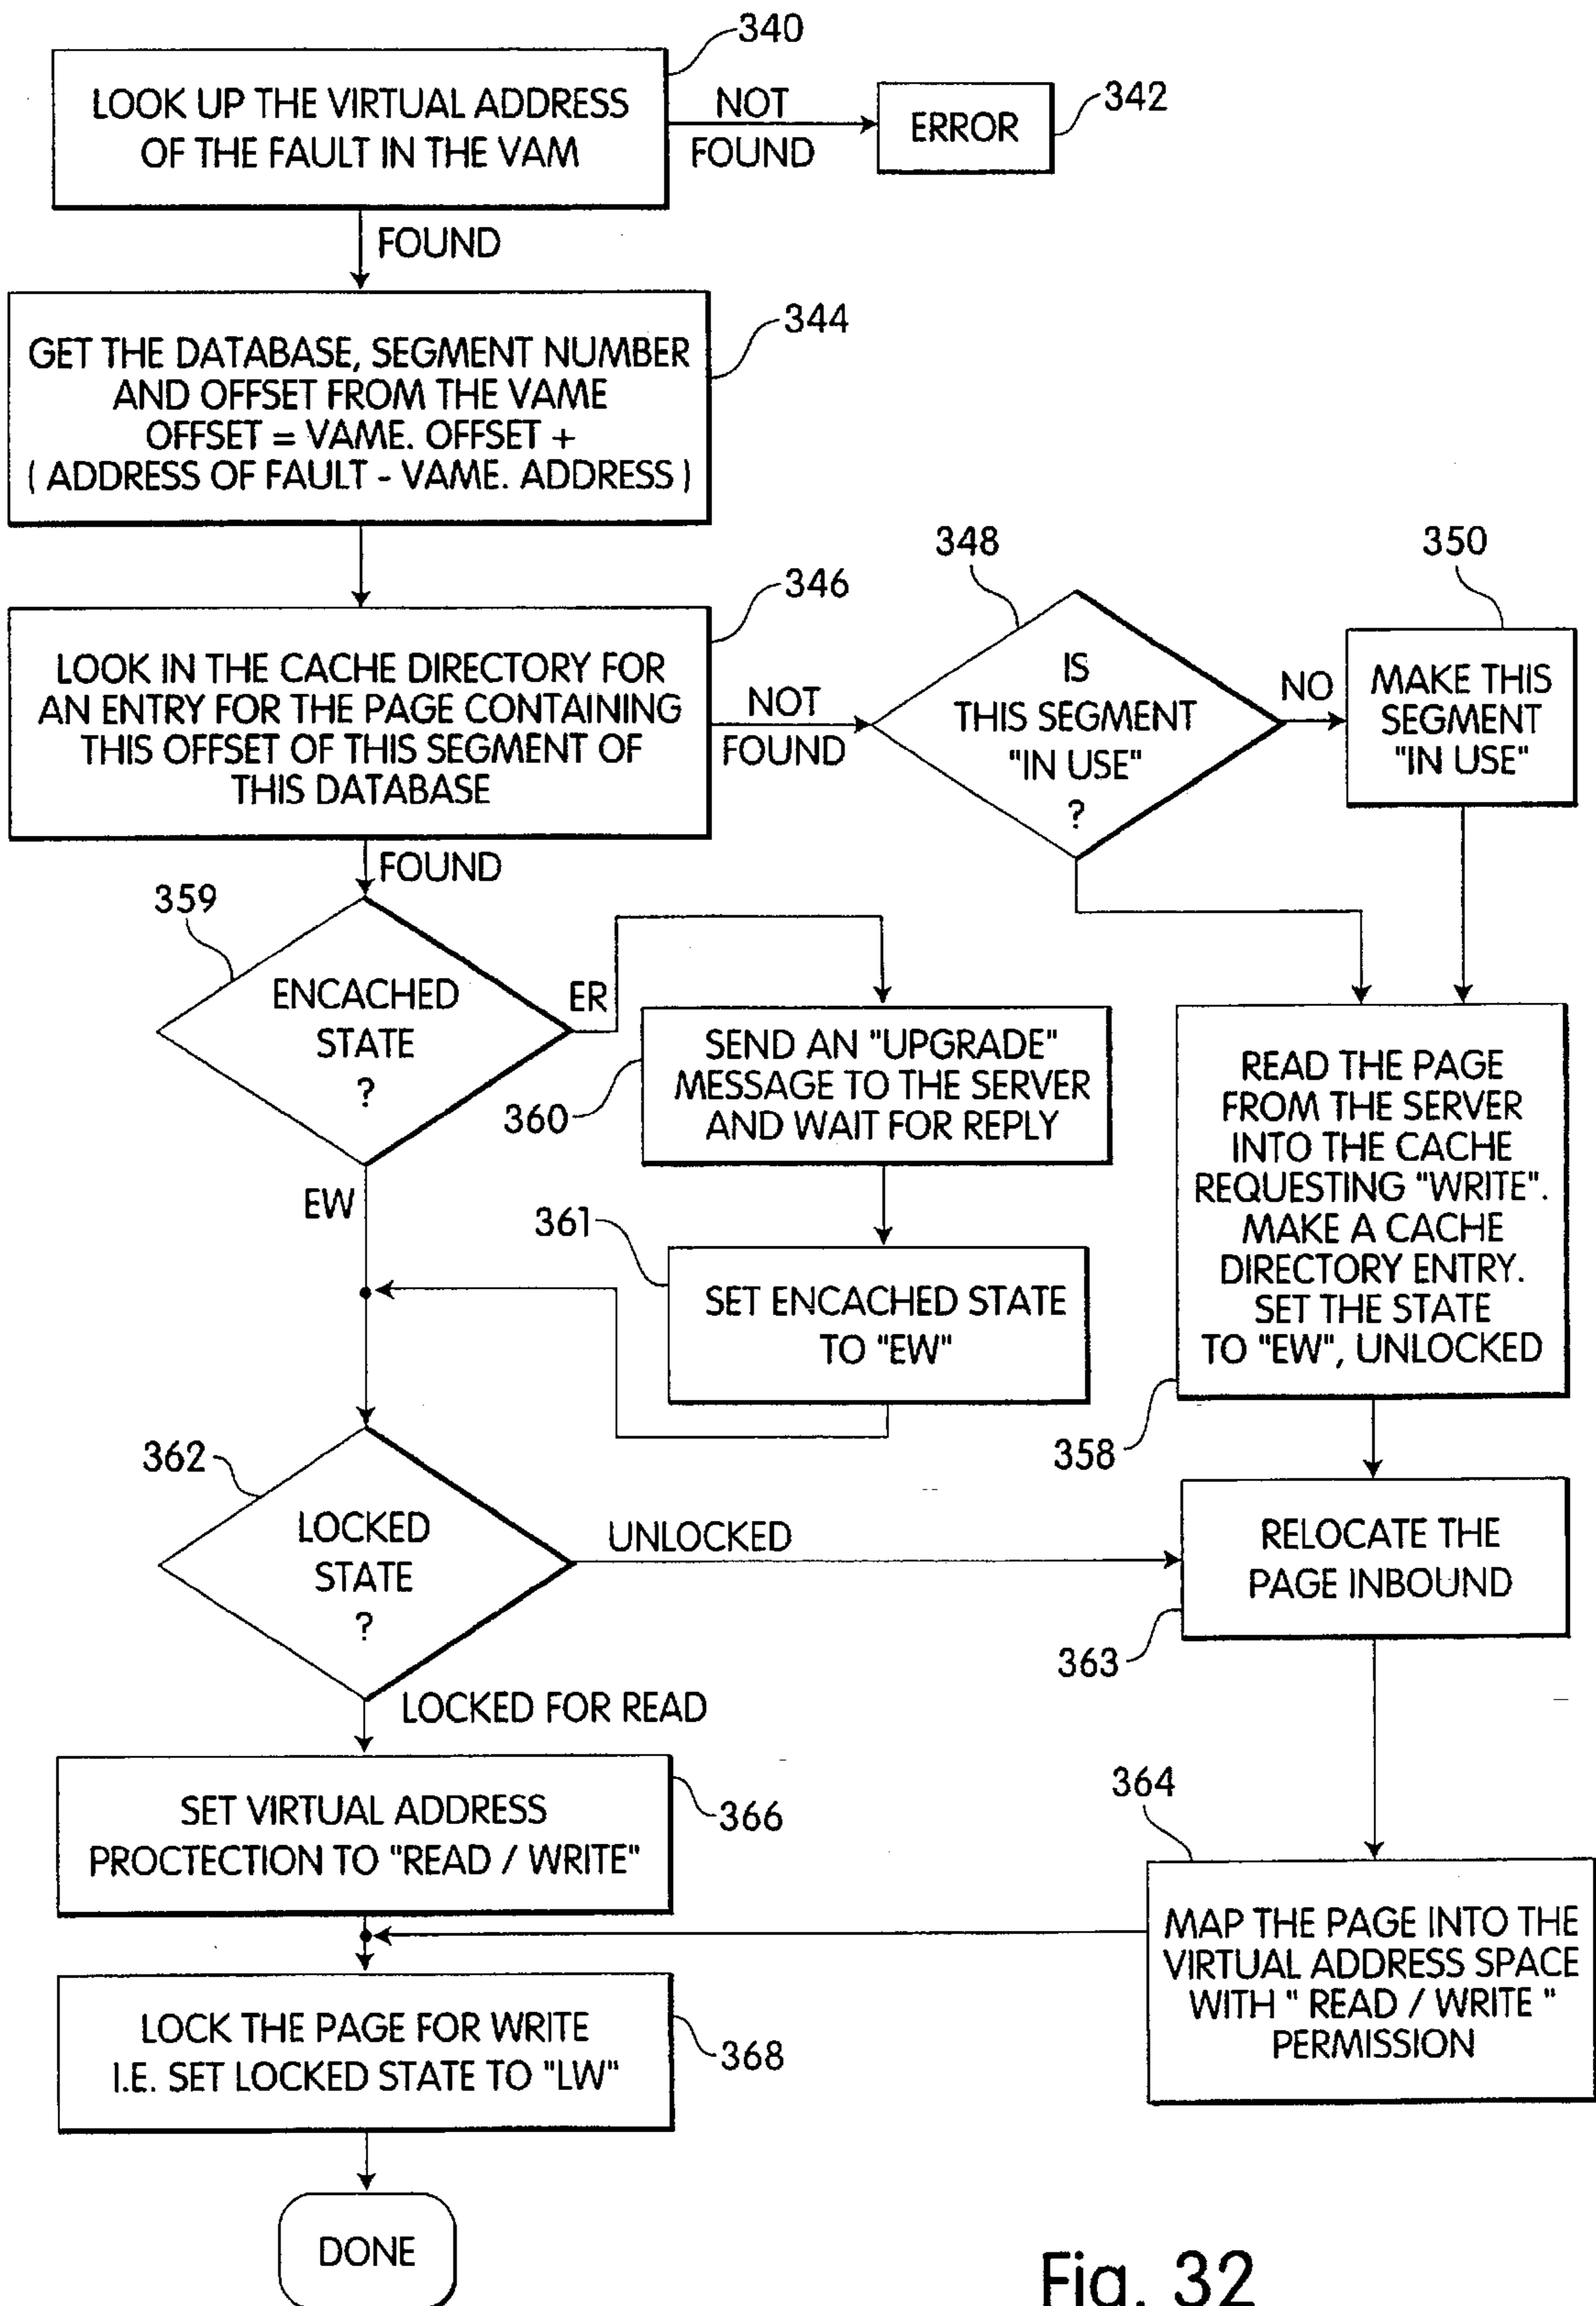 340
LOOK UP THE VIRTUAL ADDRESS
OF THE FAULT IN THE VAM
NOT
FOUND
ERROR
342
FOUND
344
GET THE DATABASE, SEGMENT NUMBER
AND OFFSET FROM THE VAME
OFFSET = VAME. OFFSET +
( ADDRESS OF FAULT - VAME. ADDRESS )
346
LOOK IN THE CACHE DIRECTORY FOR
AN ENTRY FOR THE PAGE CONTAINING
THIS OFFSET OF THIS SEGMENT OF
THIS DATABASE
NOT
FOUND
348
IS
THIS SEGMENT
"IN USE"
?
NO
350
MAKE THIS
SEGMENT
"IN USE"
FOUND
359
ENCACHED
STATE
?
ER
SEND AN "UPGRADE"
MESSAGE TO THE SERVER
AND WAIT FOR REPLY
360
READ THE PAGE
FROM THE SERVER
INTO THE CACHE
REQUESTING "WRITE".
MAKE A CACHE
DIRECTORY ENTRY.
SET THE STATE
TO "EW", UNLOCKED
358
EW
361
SET ENCACHED STATE
TO "EW"
362
LOCKED
STATE
?
UNLOCKED
RELOCATE THE
PAGE INBOUND
363
LOCKED FOR READ
SET VIRTUAL ADDRESS
PROCTECTION TO "READ / WRITE"
366
364
MAP THE PAGE INTO THE
VIRTUAL ADDRESS SPACE
WITH " READ / WRITE "
PERMISSION
LOCK THE PAGE FOR WRITE
I.E. SET LOCKED STATE TO "LW"
368
DONE
Fig. 32